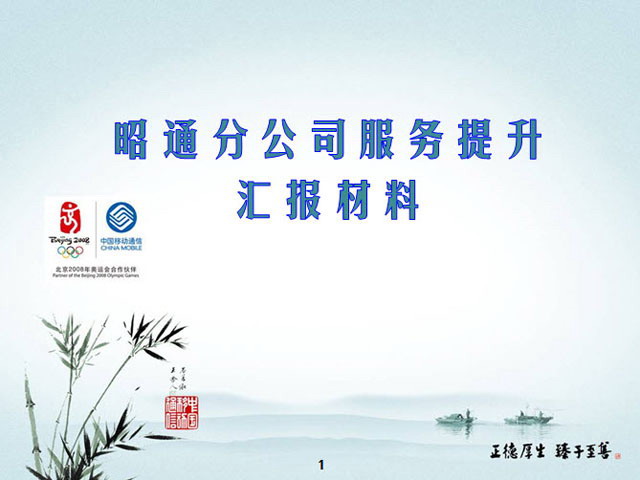 昭通分公司服务提升
汇报材料
Beijing 2008
中国移动通信
CHINA MOBILE
北京2008年奥运会合作伙伴
Partner of the Beijing 2008 Olympic Games
正德厚生 臻于至善
1